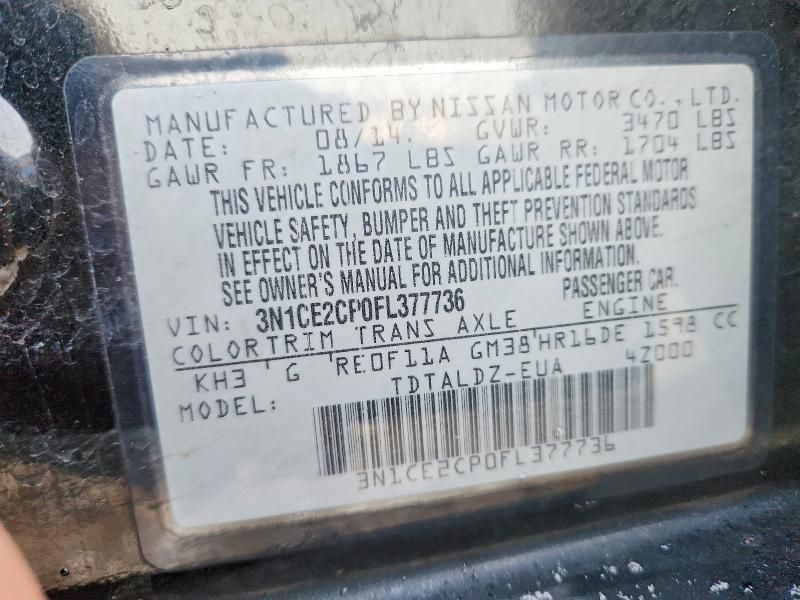 MANUFACTURED BY NISSAN MOTOR CO., LTD.
DATE: 08/14. GVWR: 3470 LBS
GAWR FR: 1867 LBS GAWR RR: 1704 LBS
THIS VEHICLE CONFORMS TO ALL APPLICABLE FEDERAL MOTOR
VEHICLE SAFETY, BUMPER AND THEFT PREVENTION STANDARDS
IN EFFECT ON THE DATE OF MANUFACTURE SHOWN ABOVE.
SEE OWNER'S MANUAL FOR ADDITIONAL INFORMATION.
VIN: 3N1CE2CP0FL377736 PASSENGER CAR.
COLORTRIM TRANS AXLE ENGINE
KH3 G RE0F11A GM38 HR16DE 1598 CC
MODEL: TDTALDZ-EUA 4Z000
3N1CE2CP0FL377736